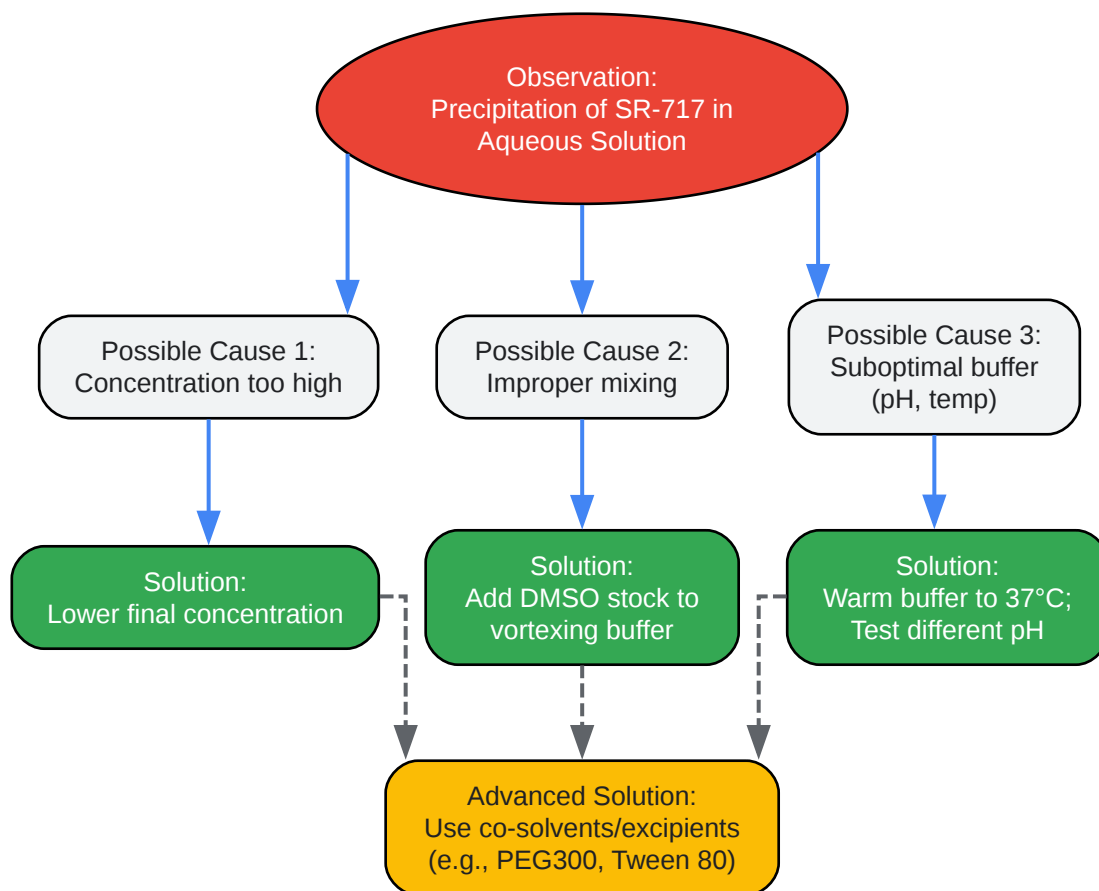 Observation:
Precipitation of SR-717 in
Aqueous Solution
Possible Cause 1:
Concentration too high
Possible Cause 2:
Improper mixing
Possible Cause 3:
Suboptimal buffer
(pH, temp)
Solution:
Lower final concentration
Solution:
Add DMSO stock to
vortexing buffer
Solution:
Warm buffer to 37°C;
Test different pH
Advanced Solution:
Use co-solvents/excipients
(e.g., PEG300, Tween 80)